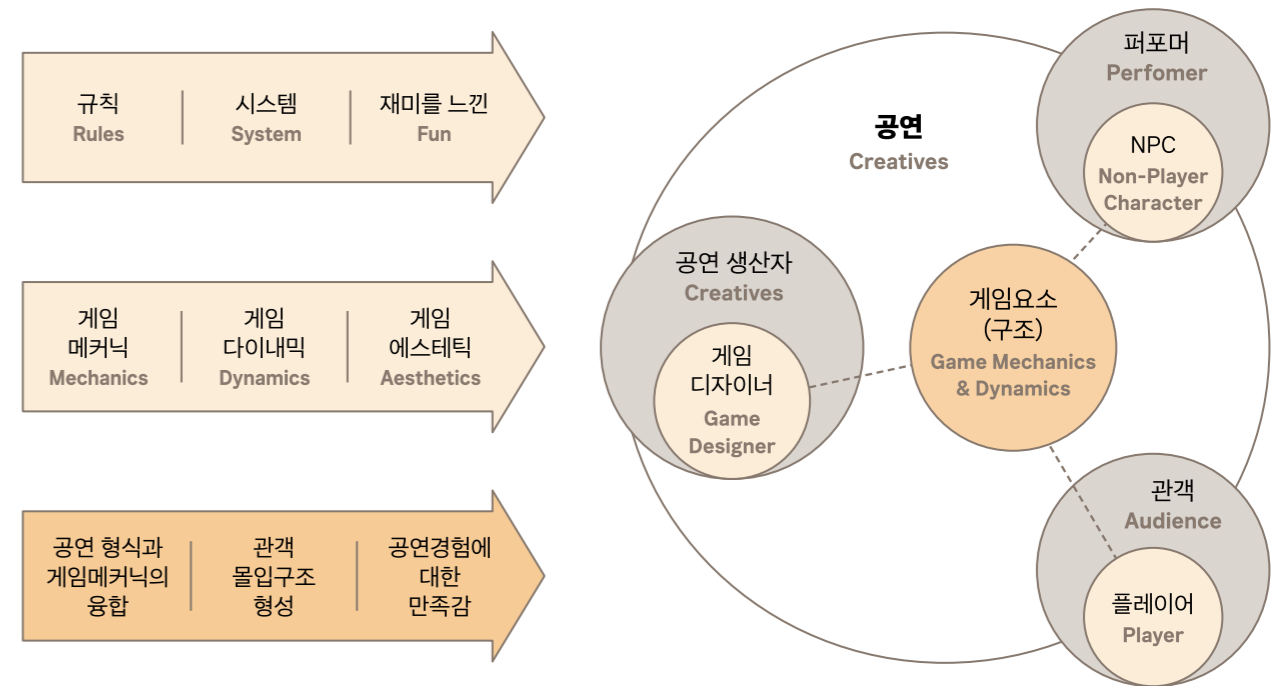 규칙
Rules
시스템
System
재미를 느낀
Fun
게임
메커닉
Mechanics
게임
다이내믹
Dynamics
게임
에스테틱
Aesthetics
공연 형식과
게임메커닉의
융합
관객
몰입구조
형성
공연경험에
대한
만족감
공연
Creatives
퍼포머
Perfomer
NPC
Non-Player
Character
공연 생산자
Creatives
게임
디자이너
Game
Designer
게임요소
(구조)
Game Mechanics
& Dynamics
관객
Audience
플레이어
Player